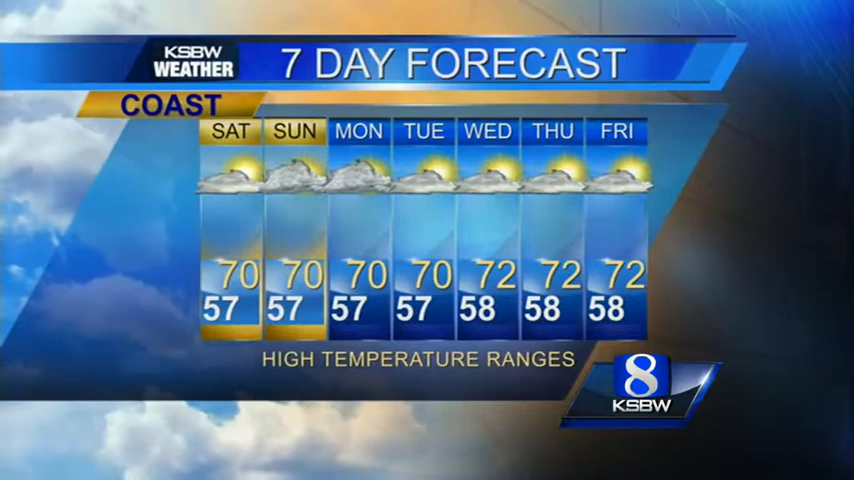 KSBW
WEATHER
7 DAY FORECAST
COAST
SAT SUN MON TUE WED THU FRI
70 70 70 70 72 72 72
57 57 57 57 58 58 58
HIGH TEMPERATURE RANGES
8
KSBW